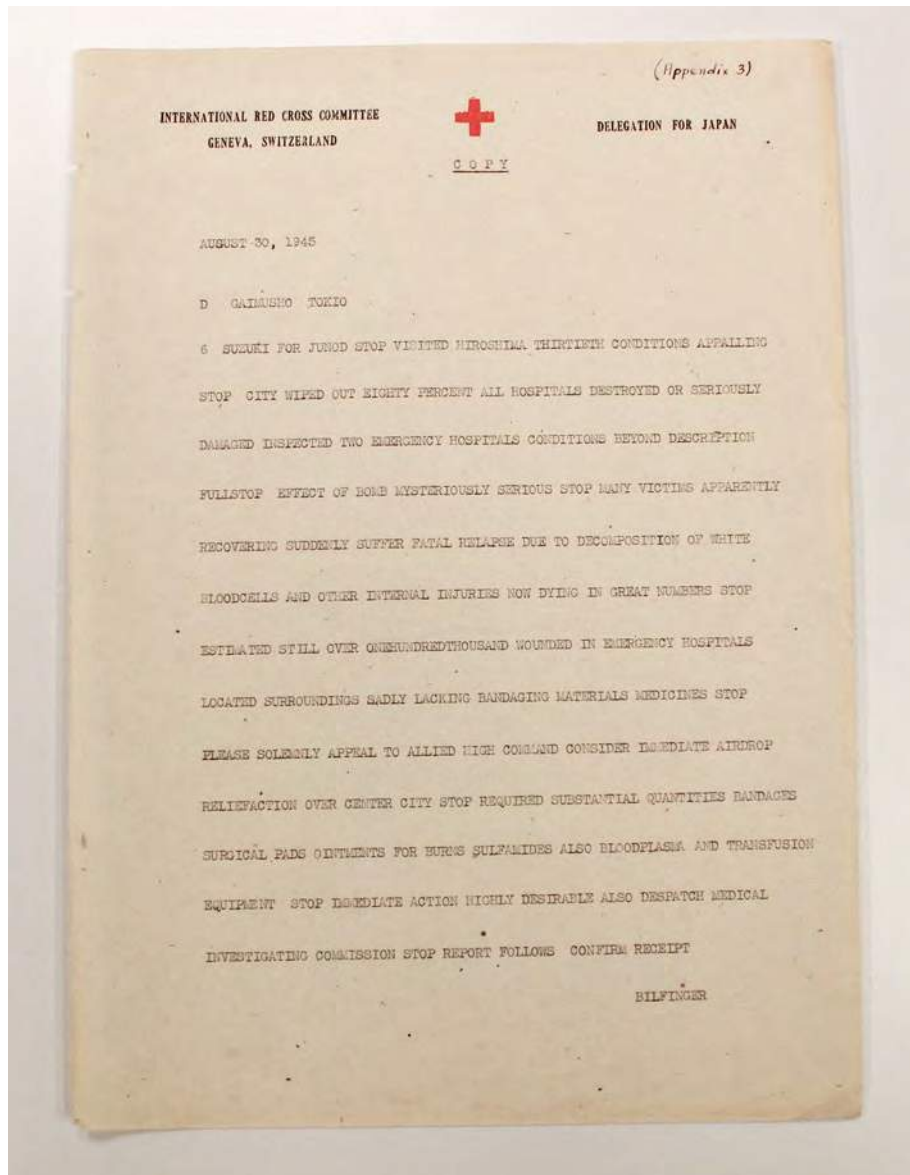 (Appendix 3)
INTERNATIONAL RED CROSS COMMITTEE
GENEVA, SWITZERLAND
DELEGATION FOR JAPAN
COPY
AUGUST 30, 1945
D GAIMUSHO TOKIO
6 SUZUKI FOR JUNOD STOP VISITED HIROSHIMA THIRTIETH CONDITIONS APPALLING
STOP CITY WIPED OUT EIGHTY PERCENT ALL HOSPITALS DESTROYED OR SERIOUSLY
DAMAGED INSPECTED TWO EMERGENCY HOSPITALS CONDITIONS BEYOND DESCRIPTION
FULLSTOP EFFECT OF BOMB MYSTERIOUSLY SERIOUS STOP MANY VICTIMS APPARENTLY
RECOVERING SUDDENLY SUFFER FATAL RELAPSE DUE TO DECOMPOSITION OF WHITE
BLOODCELLS AND OTHER INTERNAL INJURIES NOW DYING IN GREAT NUMBERS STOP
ESTIMATED STILL OVER ONEHUNDREDTHOUSAND WOUNDED IN EMERGENCY HOSPITALS
LOCATED SURROUNDINGS SADLY LACKING BANDAGING MATERIALS MEDICINES STOP
PLEASE SOLEMNLY APPEAL TO ALLIED HIGH COMMAND CONSIDER IMMEDIATE AIRDROP
RELIEFACTION OVER CENTER CITY STOP REQUIRED SUBSTANTIAL QUANTITIES BANDAGES
SURGICAL PADS OINTMENTS FOR BURNS SULFAMIDES ALSO BLOODPLASMA AND TRANSFUSION
EQUIPMENT STOP IMMEDIATE ACTION HIGHLY DESIRABLE ALSO DESPATCH MEDICAL
INVESTIGATING COMMISSION STOP REPORT FOLLOWS CONFIRM RECEIPT
BILFINGER